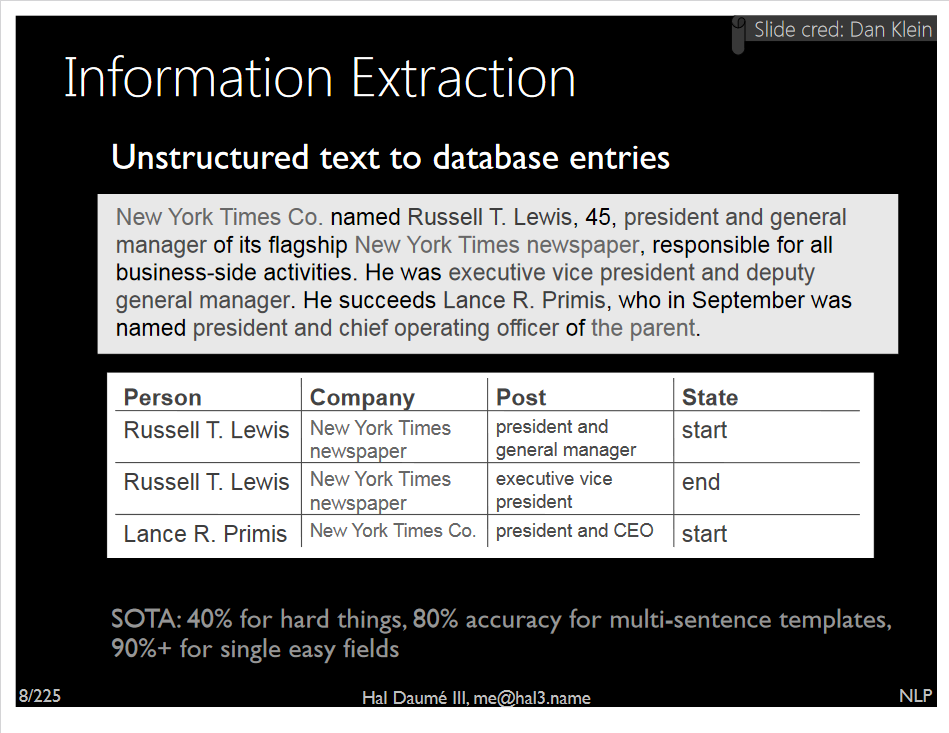 Slide cred: Dan Klein
Information Extraction
Unstructured text to database entries
New York Times Co. named Russell T. Lewis, 45, president and general
manager of its flagship New York Times newspaper, responsible for all
business-side activities. He was executive vice president and deputy
general manager. He succeeds Lance R. Primis, who in September was
named president and chief operating officer of the parent.
Person Company Post State
Russell T. Lewis New York Times newspaper president and general manager start
Russell T. Lewis New York Times newspaper executive vice president end
Lance R. Primis New York Times Co. president and CEO start
SOTA: 40% for hard things, 80% accuracy for multi-sentence templates,
90%+ for single easy fields
8/225 Hal Daumé III, me@hal3.name NLP